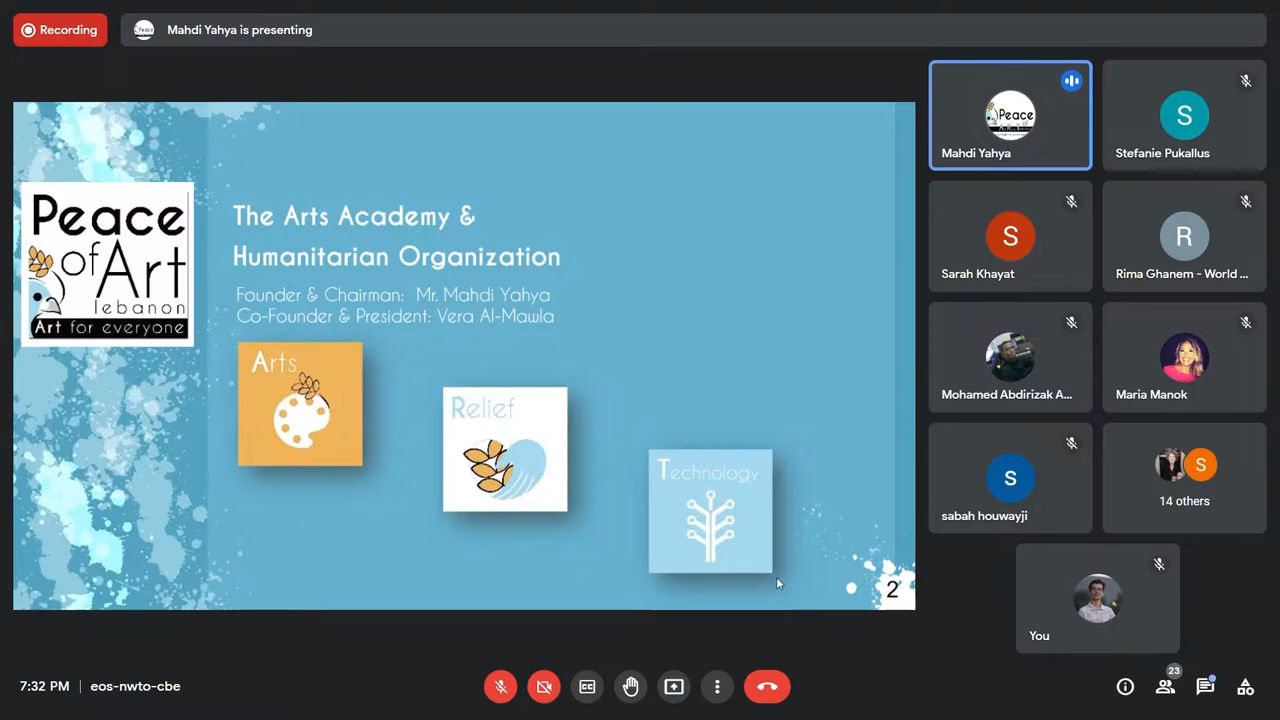 Recording
Mahdi Yahya is presenting
Peace
of Art
lebanon
Art for everyone
The Arts Academy &
Humanitarian Organization
Founder & Chairman: Mr. Mahdi Yahya
Co-Founder & President: Vera Al-Mawla
Arts
Relief
Technology
2
Peace
Mahdi Yahya
S
Stefanie Pukallus
S
Sarah Khayat
R
Rima Ghanem - World ...
Mohamed Abdirizak A...
Maria Manok
s
sabah houwayji
S
14 others
You
7:32 PM | eos-nwto-cbe
23